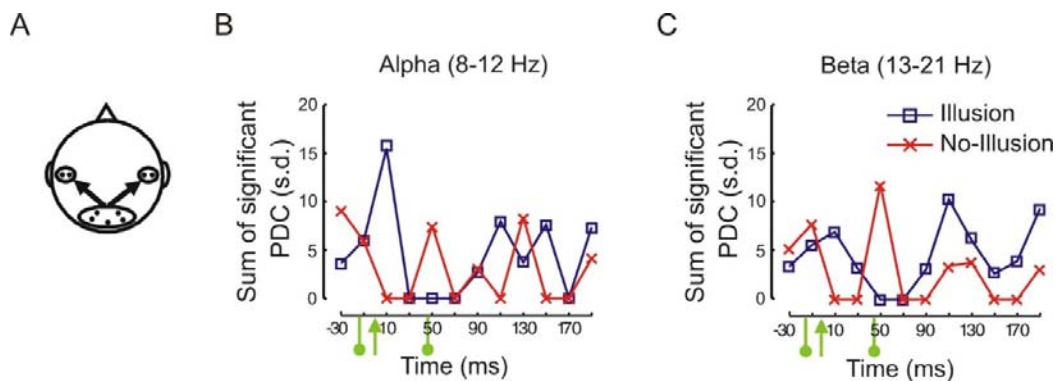 A
B
C
Alpha (8-12 Hz)
Beta (13-21 Hz)
Sum of significant
PDC (s.d.)
20
15
10
5
0
-30
10
50
90
130
170
Time (ms)
Sum of significant
PDC (s.d.)
20
15
10
5
0
-30
10
50
90
130
170
Time (ms)
Illusion
No-Illusion